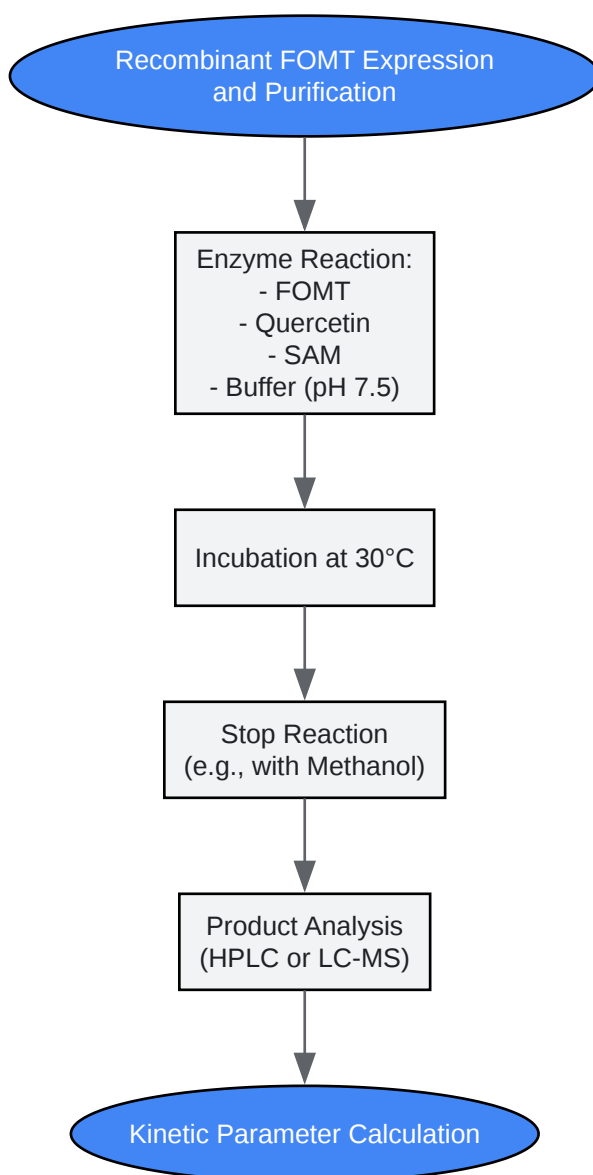 Recombinant FOMT Expression
and Purification
Enzyme Reaction:
- FOMT
- Quercetin
- SAM
- Buffer (pH 7.5)
Incubation at 30°C
Stop Reaction
(e.g., with Methanol)
Product Analysis
(HPLC or LC-MS)
Kinetic Parameter Calculation